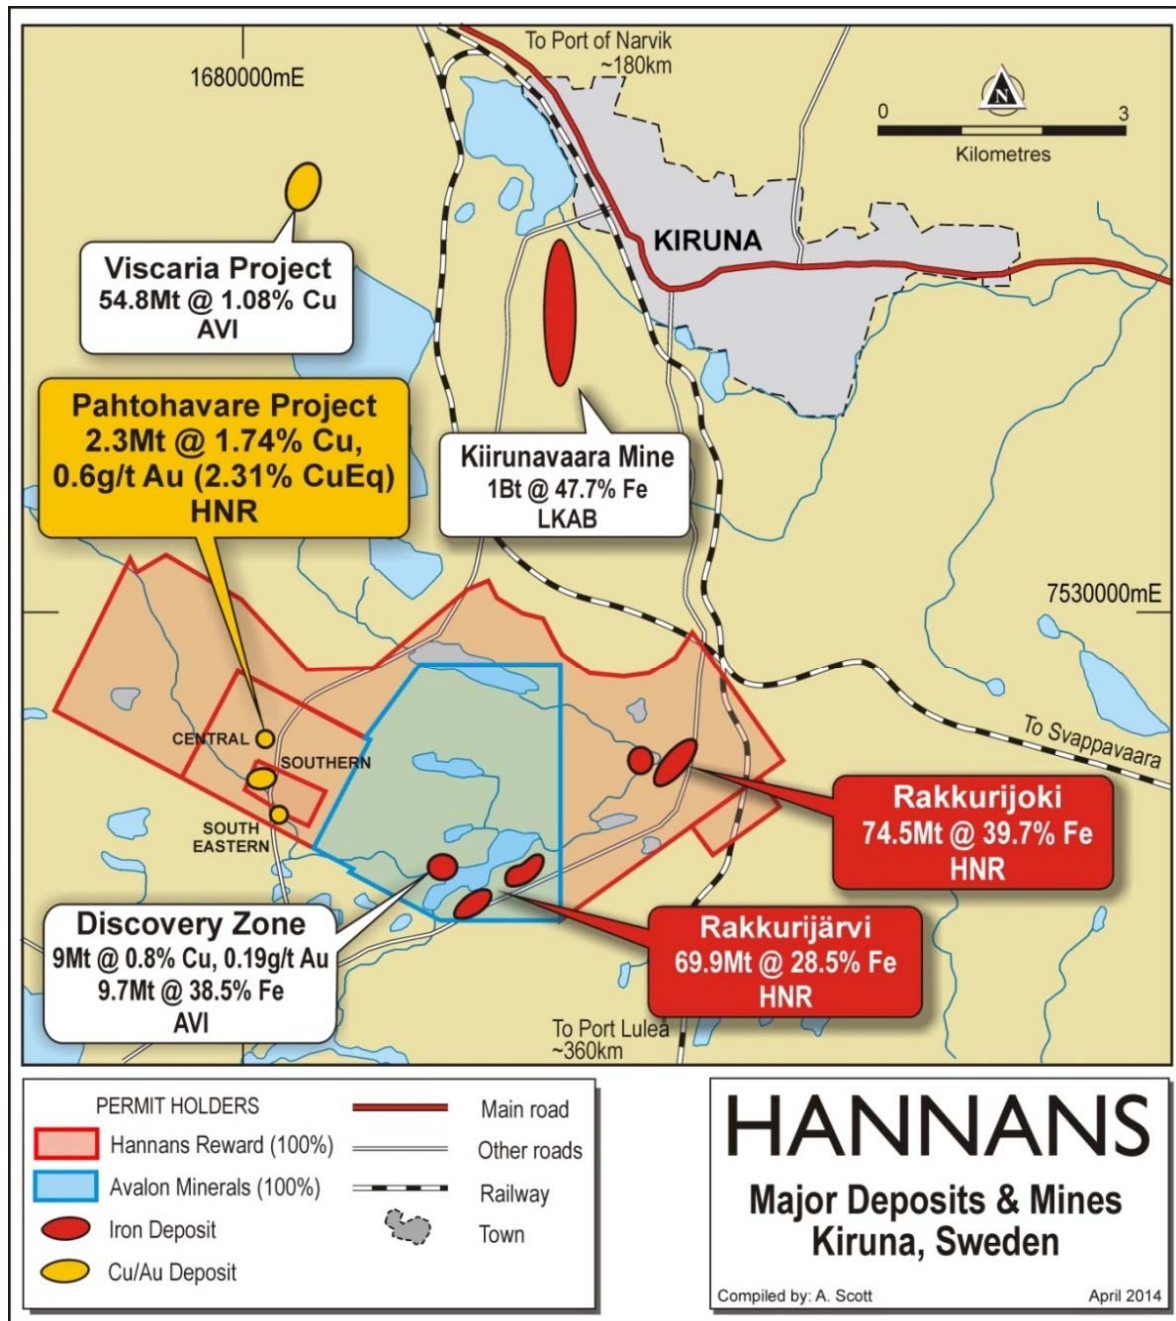 To Port of Narvik
~180km
1680000mE
N
0
3
Kilometres
KIRUNA
Viscaria Project
54.8Mt @ 1.08% Cu
AVI
Pahtohavare Project
2.3Mt @ 1.74% Cu,
0.6g/t Au (2.31% CuEq)
HNR
Kiirunavaara Mine
1Bt @ 47.7% Fe
LKAB
7530000mE
CENTRAL
SOUTHERN
SOUTH
EASTERN
To Svappavaara
Rakkurijoki
74.5Mt @ 39.7% Fe
HNR
Discovery Zone
9Mt @ 0.8% Cu, 0.19g/t Au
9.7Mt @ 38.5% Fe
AVI
Rakkurijärvi
69.9Mt @ 28.5% Fe
HNR
To Port Luleå
~360km
PERMIT HOLDERS
Hannans Reward (100%)
Avalon Minerals (100%)
Iron Deposit
Cu/Au Deposit
Main road
Other roads
Railway
Town
HANNANS
Major Deposits & Mines
Kiruna, Sweden
Compiled by: A. Scott
April 2014